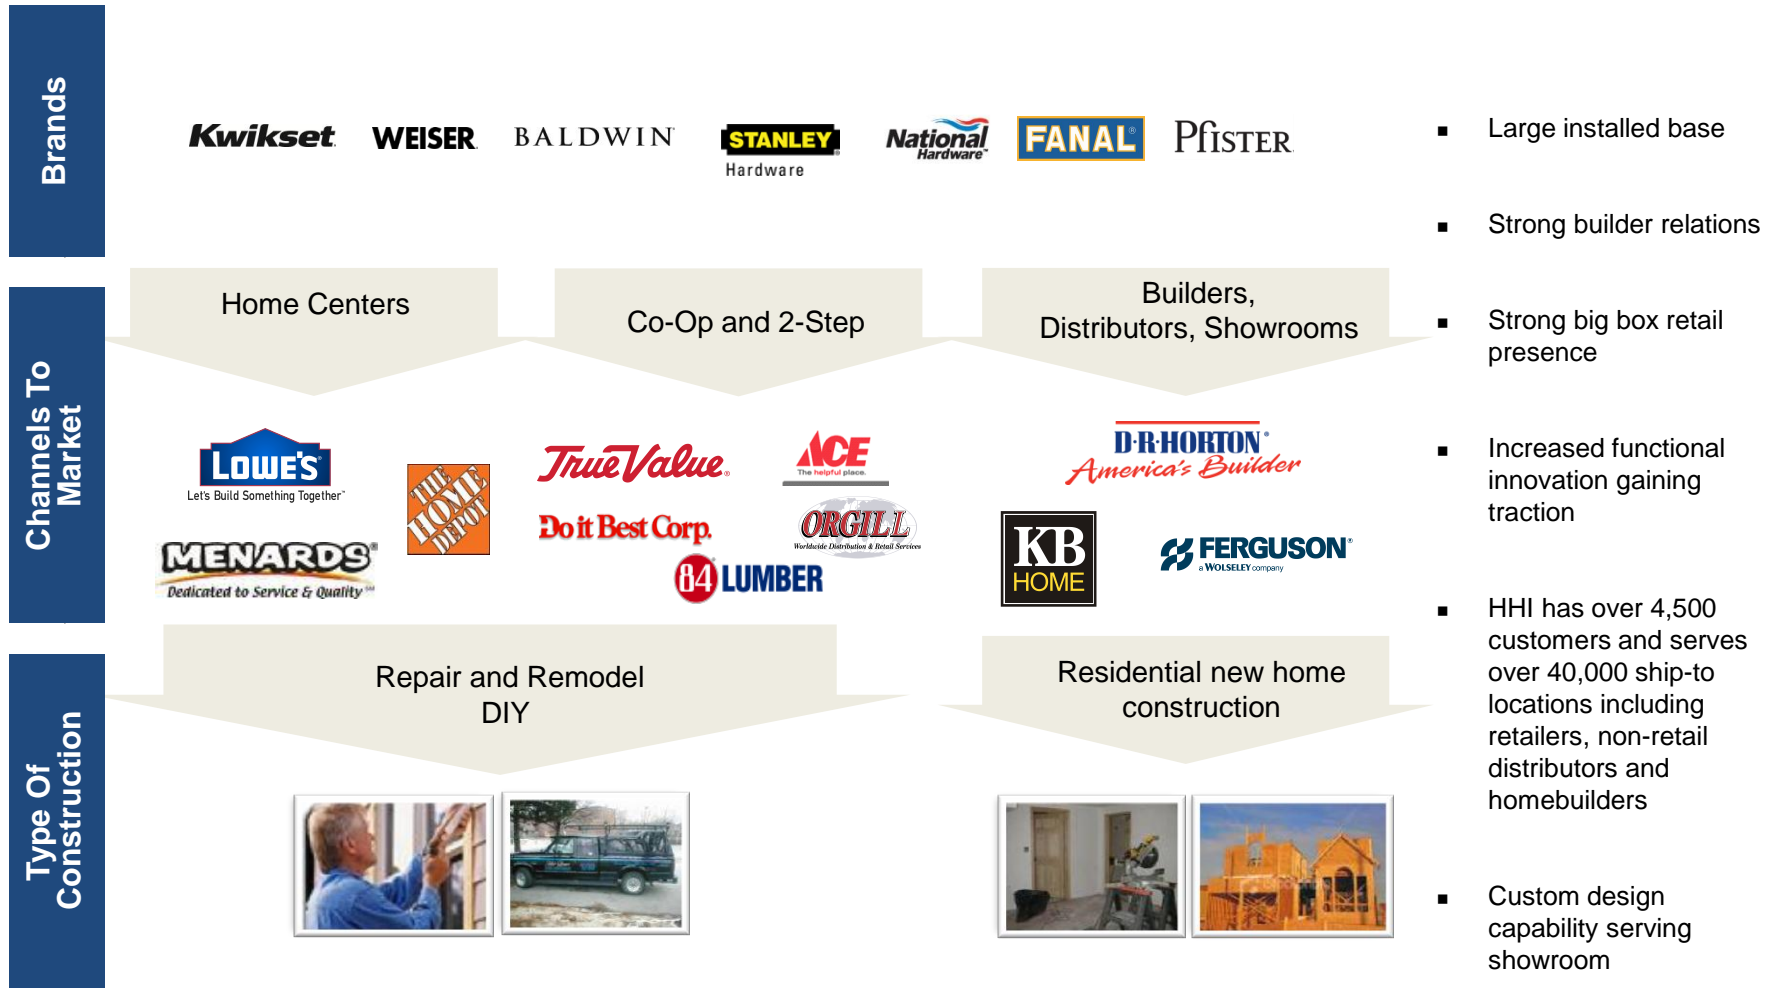 Brands
Kwikset
WEISER
BALDWIN
STANLEY
Hardware
National
Hardware™
FANAL®
Pfister
Channels To
Market
Home Centers
Co-Op and 2-Step
Builders,
Distributors, Showrooms
LOWE'S
Let's Build Something Together™
THE
HOME
DEPOT
MENARDS®
Dedicated to Service & Quality℠
True Value®
ACE
The helpful place.
Do it Best Corp.
ORGILL
Worldwide Distribution & Retail Services
84 LUMBER
D·R·HORTON®
America's Builder
KB
HOME
FERGUSON®
a WOLSELEY company
Type Of
Construction
Repair and Remodel
DIY
Residential new home
construction
▪ Large installed base
▪ Strong builder relations
▪ Strong big box retail
presence
▪ Increased functional
innovation gaining
traction
▪ HHI has over 4,500
customers and serves
over 40,000 ship-to
locations including
retailers, non-retail
distributors and
homebuilders
▪ Custom design
capability serving
showroom